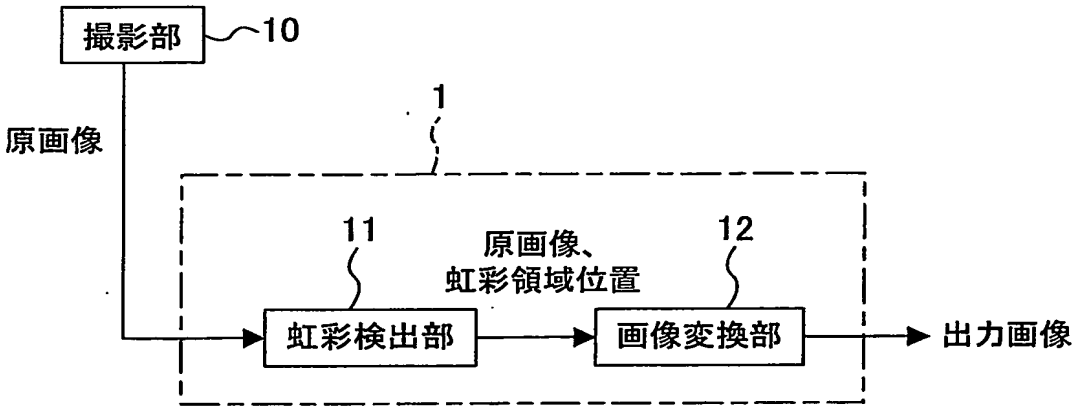 撮影部
10
原画像
1
11
原画像、
虹彩領域位置
12
虹彩検出部
画像変換部
出力画像